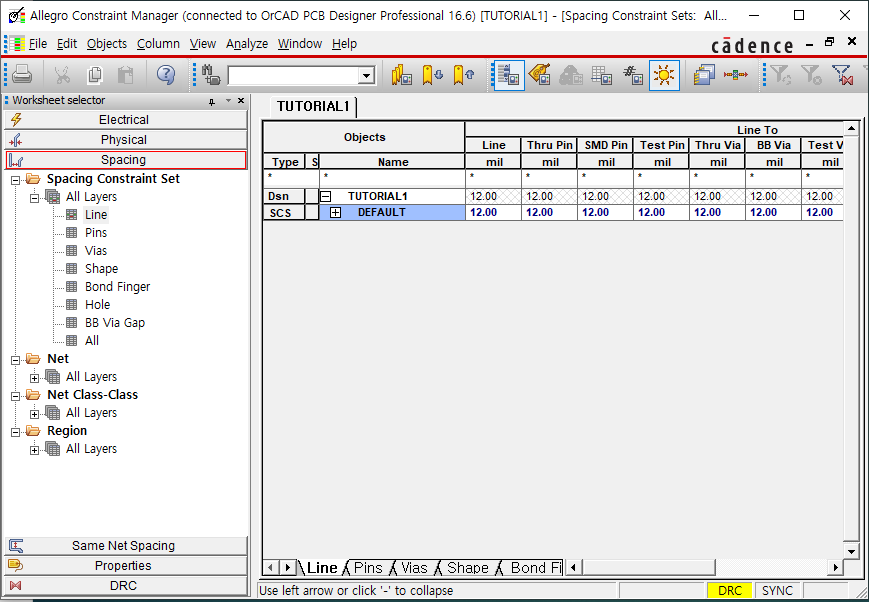 Allegro Constraint Manager (connected to OrCAD PCB Designer Professional 16.6) [TUTORIAL1] - [Spacing Constraint Sets: All...
File Edit Objects Column View Analyze Window Help
cādence
Worksheet selector
Electrical
Physical
Spacing
Spacing Constraint Set
All Layers
Line
Pins
Vias
Shape
Bond Finger
Hole
BB Via Gap
All
Net
All Layers
Net Class-Class
All Layers
Region
All Layers
Same Net Spacing
Properties
DRC
TUTORIAL1
Objects Line To
Line Thru Pin SMD Pin Test Pin Thru Via BB Via Test V
Type S Name mil mil mil mil mil mil mil
* * * * * * * * *
Dsn TUTORIAL1 12.00 12.00 12.00 12.00 12.00 12.00 12.00
SCS DEFAULT 12.00 12.00 12.00 12.00 12.00 12.00 12.00
Line Pins Vias Shape Bond Fi
Use left arrow or click '-' to collapse DRC SYNC